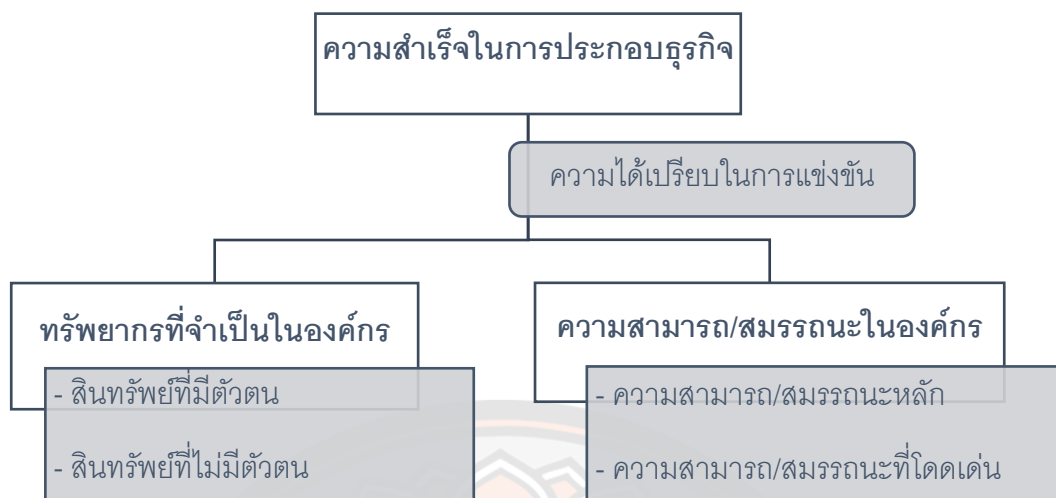 ความสำเร็จในการประกอบธุรกิจ
ความได้เปรียบในการแข่งขัน
ทรัพยากรที่จำเป็นในองค์กร
- สินทรัพย์ที่มีตัวตน
- สินทรัพย์ที่ไม่มีตัวตน
ความสามารถ/สมรรถนะในองค์กร
- ความสามารถ/สมรรถนะหลัก
- ความสามารถ/สมรรถนะที่โดดเด่น